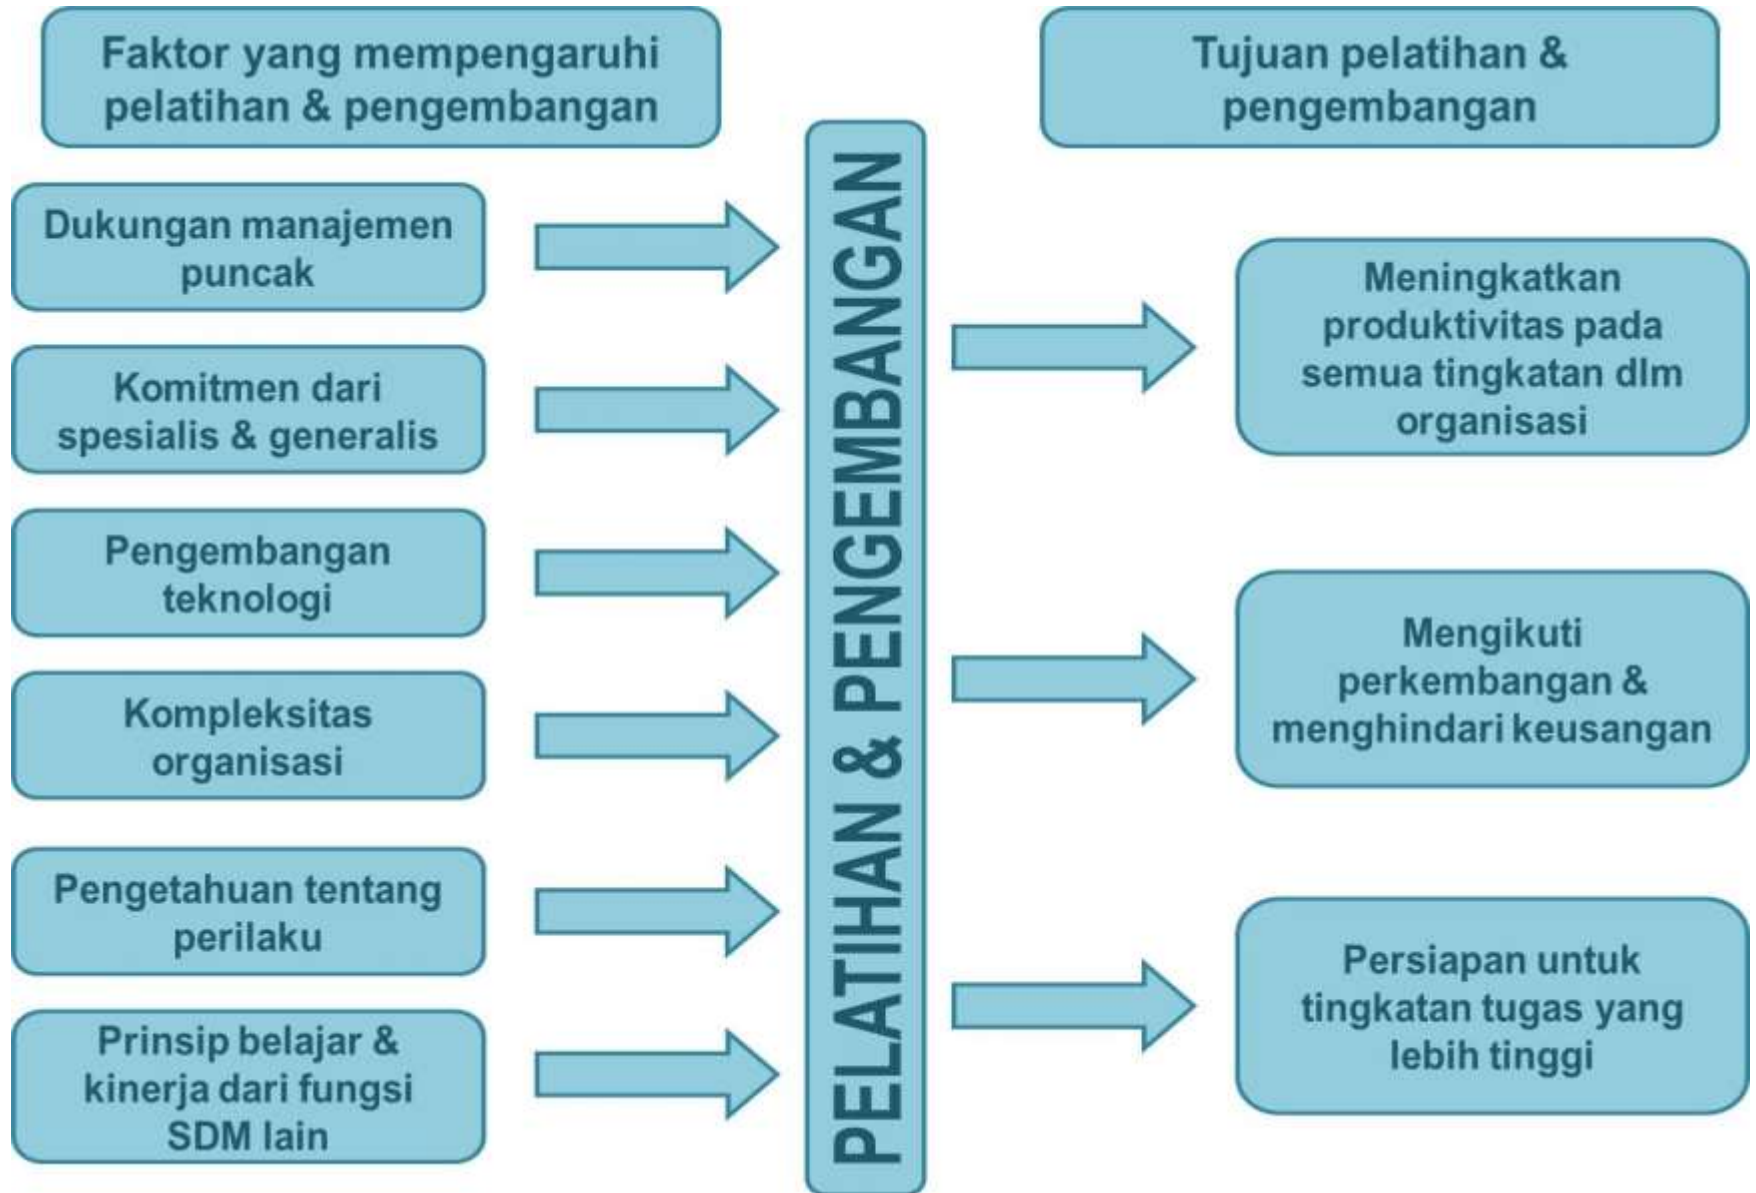 Faktor yang mempengaruhi
pelatihan & pengembangan
Dukungan manajemen
puncak
Komitmen dari
spesialis & generalis
Pengembangan
teknologi
Kompleksitas
organisasi
Pengetahuan tentang
perilaku
Prinsip belajar &
kinerja dari fungsi
SDM lain
PELATIHAN & PENGEMBANGAN
Tujuan pelatihan &
pengembangan
Meningkatkan
produktivitas pada
semua tingkatan dlm
organisasi
Mengikuti
perkembangan &
menghindari keusangan
Persiapan untuk
tingkatan tugas yang
lebih tinggi